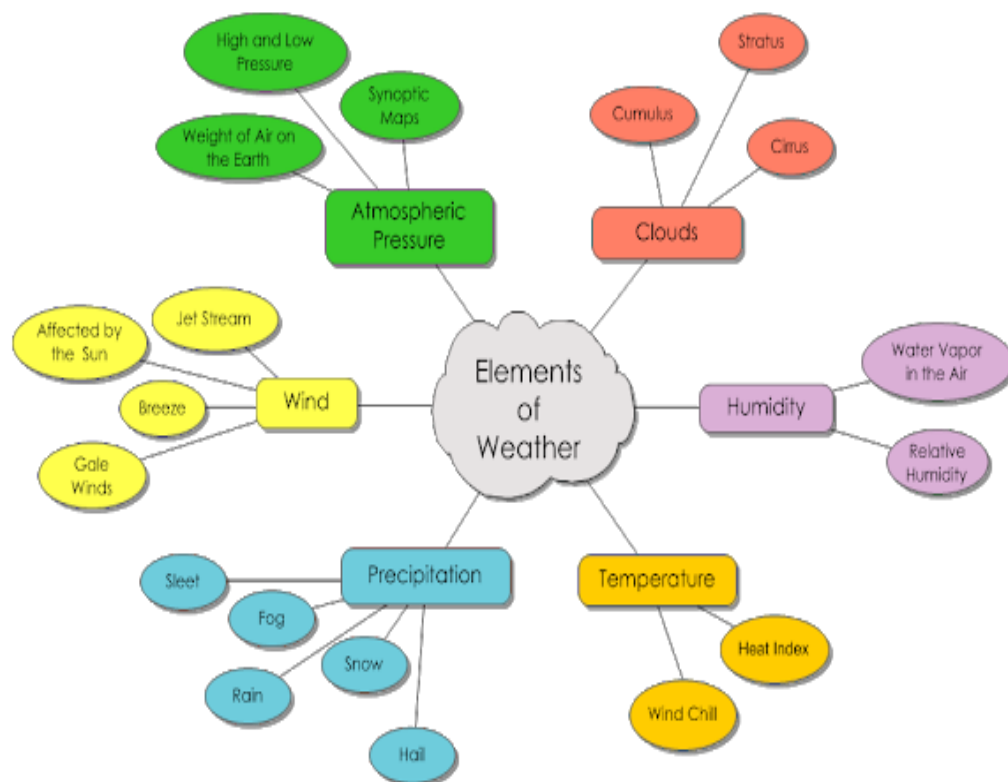 High and Low
Pressure
Synoptic
Maps
Weight of Air on
the Earth
Atmospheric
Pressure
Stratus
Cumulus
Cirrus
Clouds
Jet Stream
Affected by
the Sun
Breeze
Gale
Winds
Wind
Elements
of
Weather
Humidity
Water Vapor
in the Air
Relative
Humidity
Precipitation
Sleet
Fog
Snow
Rain
Hail
Temperature
Heat Index
Wind Chill